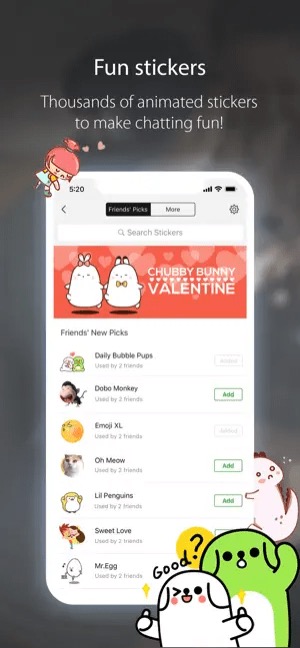 Fun stickers
Thousands of animated stickers
to make chatting fun!
5:20
Friends' Picks
More
Search Stickers
CHUBBY BUNNY
VALENTINE
Friends' New Picks
Daily Bubble Pups
Used by 2 friends
Added
Dobo Monkey
Used by 2 friends
Add
Emoji XL
Used by 2 friends
Added
Oh Meow
Used by 2 friends
Add
Lil Penguins
Used by 2 friends
Add
Sweet Love
Used by 2 friends
Mr.Egg
Used by 2 friends
Good?